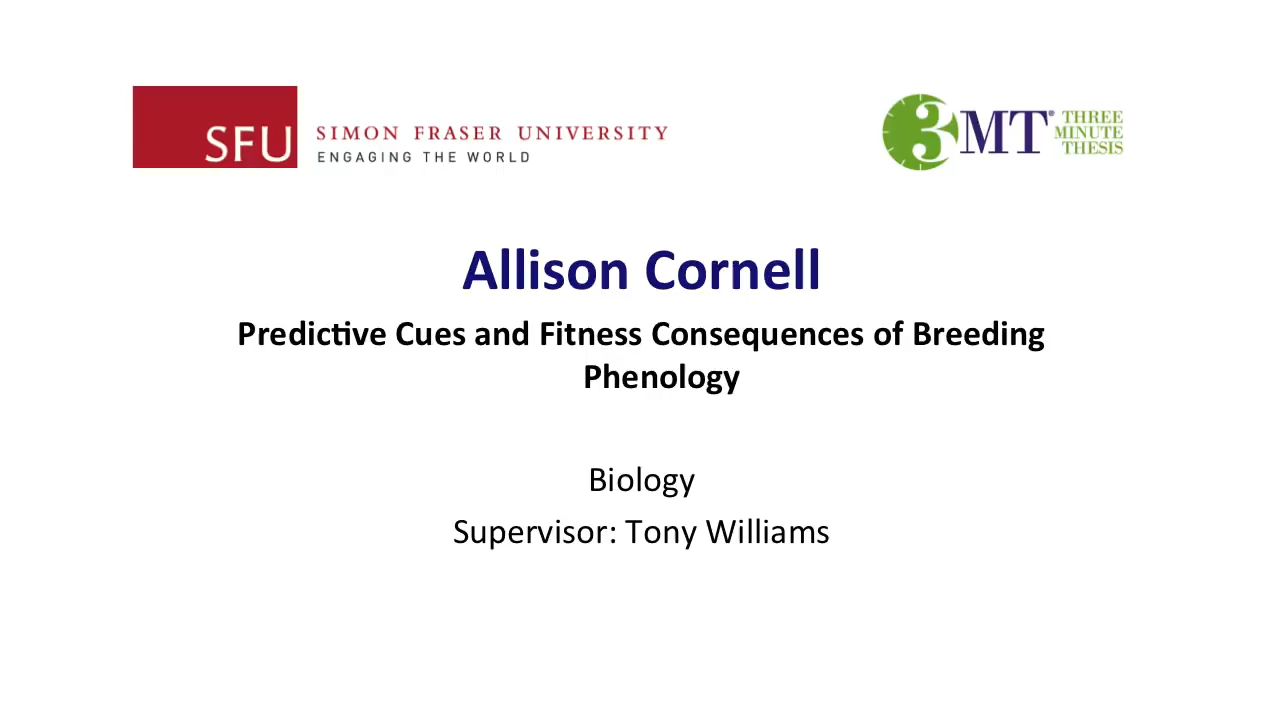 SFU SIMON FRASER UNIVERSITY
ENGAGING THE WORLD
3MT® THREE
MINUTE
THESIS
Allison Cornell
Predictive Cues and Fitness Consequences of Breeding
Phenology
Biology
Supervisor: Tony Williams